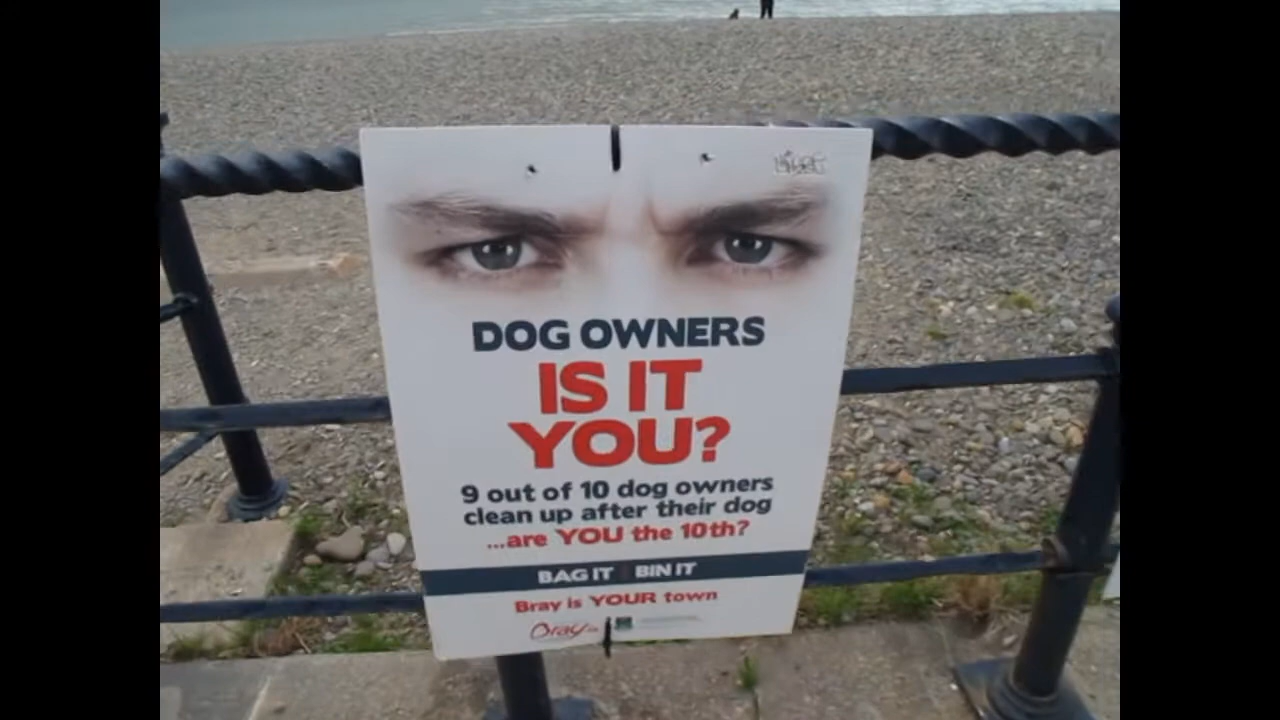 DOG OWNERS
IS IT
YOU?
9 out of 10 dog owners
clean up after their dog
...are YOU the 10th?
BAG IT BIN IT
Bray is YOUR town
Bray